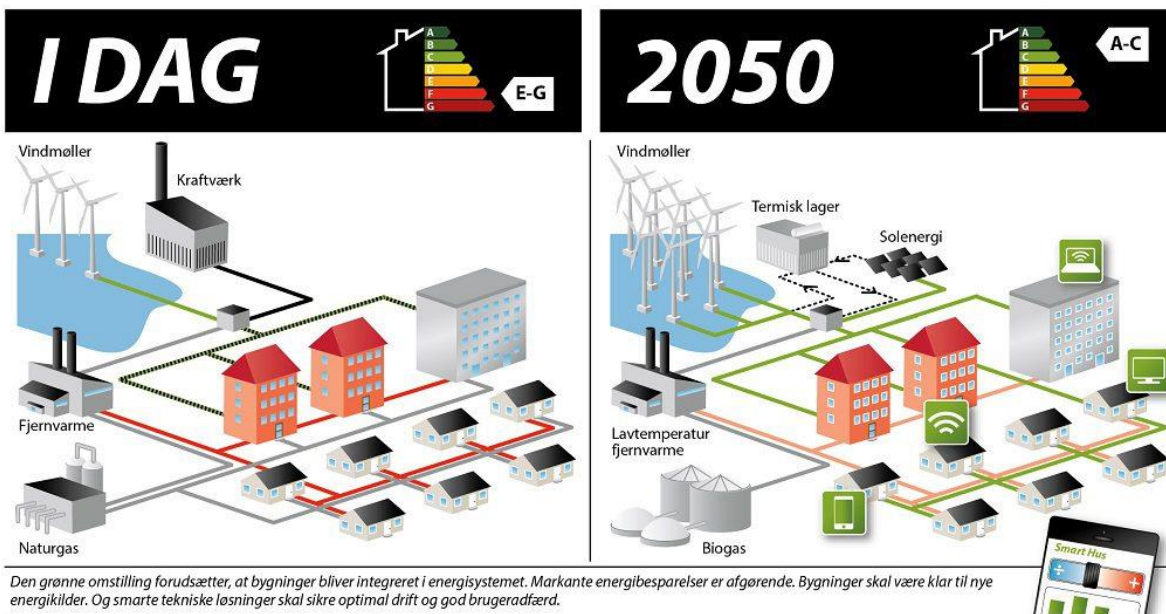 I DAG
A
B
C
D
E
F
G
E-G
2050
A
B
C
D
E
F
G
A-C
Vindmøller
Kraftværk
Fjernvarme
Naturgas
Vindmøller
Termisk lager
Solenergi
Lavtemperatur
fjernvarme
Biogas
Smart Hus
÷
+
Den grønne omstilling forudsætter, at bygninger bliver integreret i energisystemet. Markante energibesparelser er afgørende. Bygninger skal være klar til nye
energikilder. Og smarte tekniske løsninger skal sikre optimal drift og god brugeradfærd.